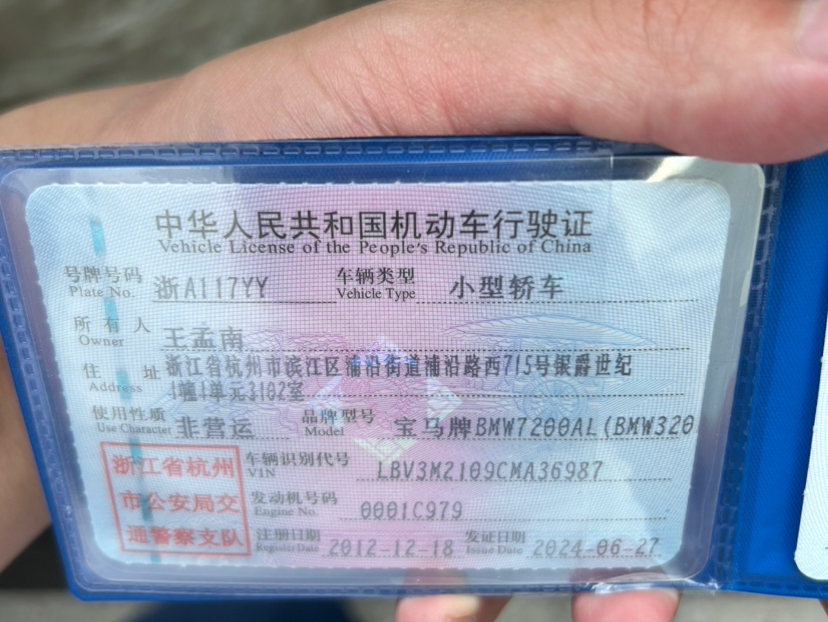 中华人民共和国机动车行驶证
Vehicle License of the People's Republic of China
号牌号码 浙A117YY 车辆类型 小型轿车
Plate No. Vehicle Type
所有人 王孟南
Owner
住址 浙江省杭州市滨江区浦沿街道浦沿路西715号银爵世纪
Address 1幢1单元3102室
使用性质 非营运 品牌型号 宝马牌BMW7200AL(BMW320
Use Character Model
浙江省杭州
市公安局交
通警察支队
车辆识别代号 LBV3M2109CMA36987
VIN
发动机号码 0001C979
Engine No.
注册日期 2012-12-18 发证日期 2024-06-27
Register Date Issue Date